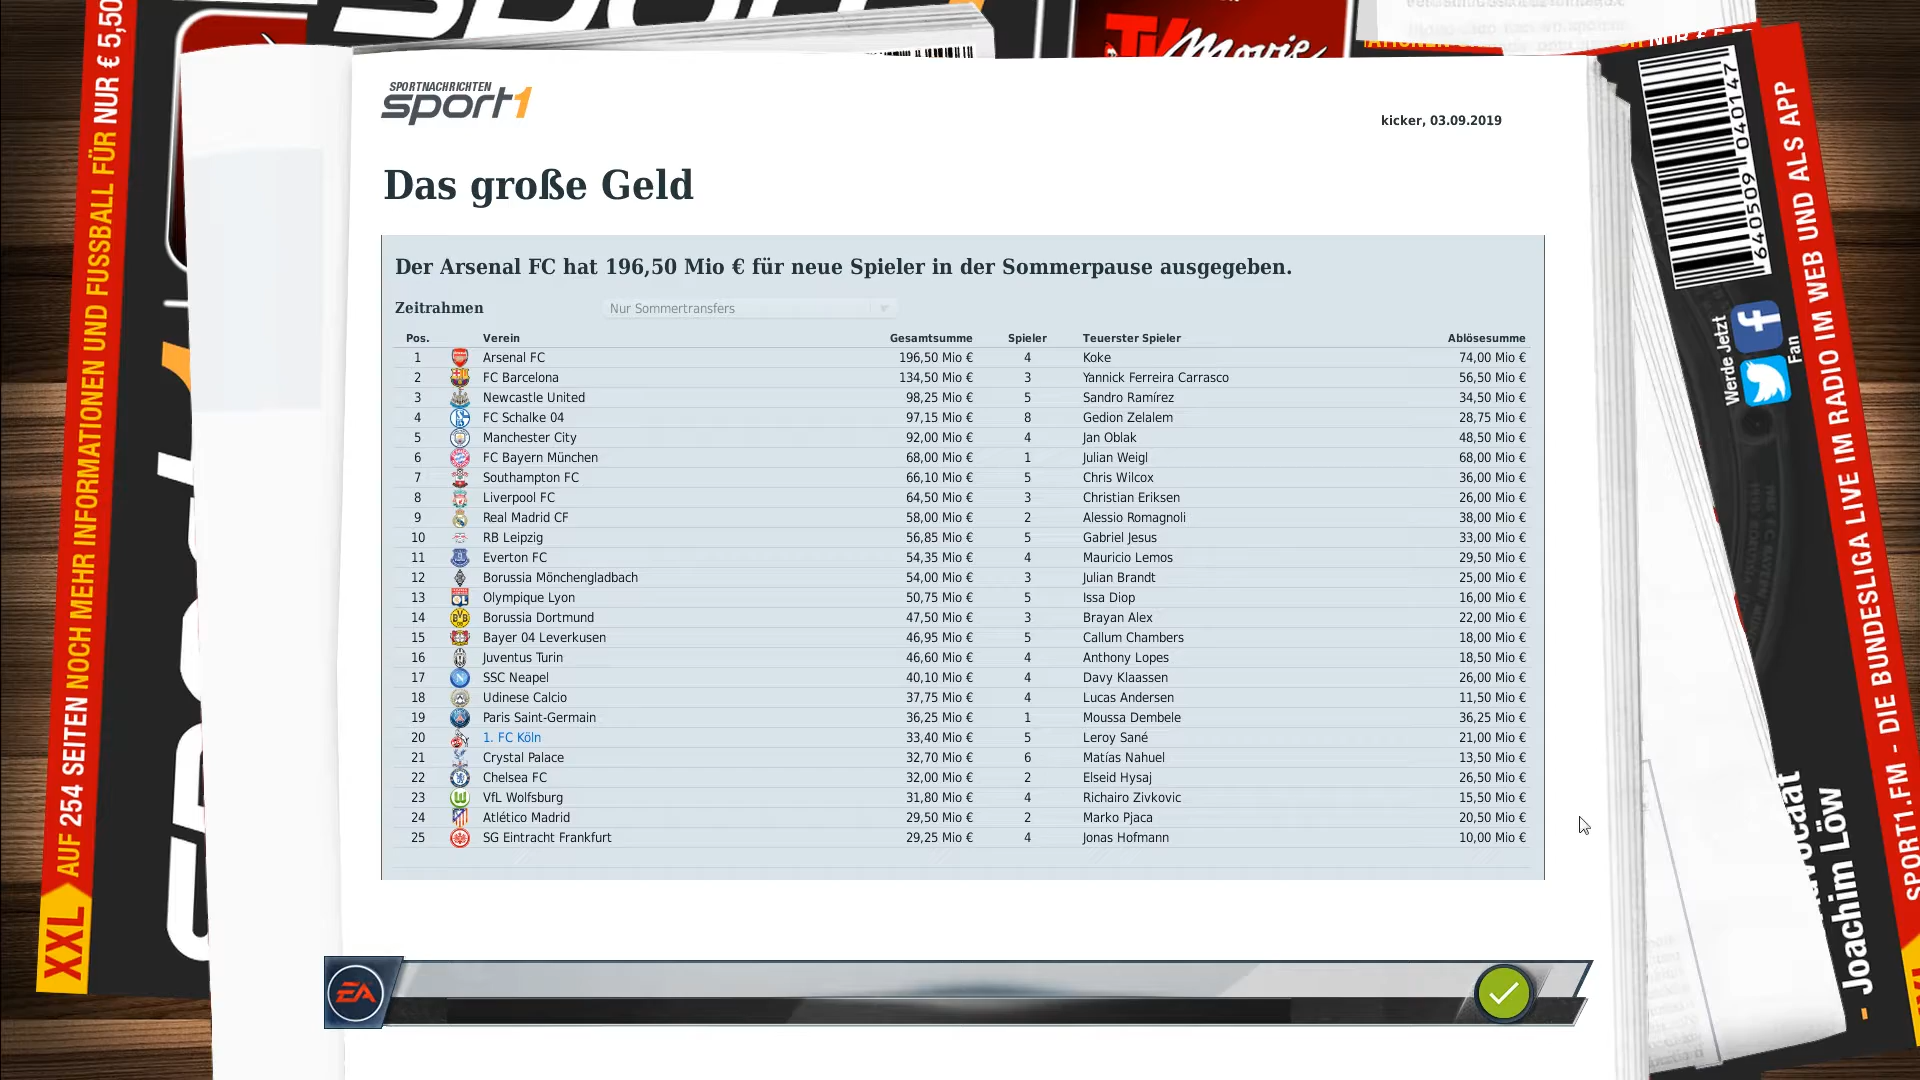 SPORTNACHRICHTEN
sport1
kicker, 03.09.2019
Das große Geld
Der Arsenal FC hat 196,50 Mio € für neue Spieler in der Sommerpause ausgegeben.
Zeitrahmen Nur Sommertransfers
Pos. Verein Gesamtsumme Spieler Teuerster Spieler Ablösesumme
1 Arsenal FC 196,50 Mio € 4 Koke 74,00 Mio €
2 FC Barcelona 134,50 Mio € 3 Yannick Ferreira Carrasco 56,50 Mio €
3 Newcastle United 98,25 Mio € 5 Sandro Ramírez 34,50 Mio €
4 FC Schalke 04 97,15 Mio € 8 Gedion Zelalem 28,75 Mio €
5 Manchester City 92,00 Mio € 4 Jan Oblak 48,50 Mio €
6 FC Bayern München 68,00 Mio € 1 Julian Weigl 68,00 Mio €
7 Southampton FC 66,10 Mio € 5 Chris Wilcox 36,00 Mio €
8 Liverpool FC 64,50 Mio € 3 Christian Eriksen 26,00 Mio €
9 Real Madrid CF 58,00 Mio € 2 Alessio Romagnoli 38,00 Mio €
10 RB Leipzig 56,85 Mio € 5 Gabriel Jesus 33,00 Mio €
11 Everton FC 54,35 Mio € 4 Mauricio Lemos 29,50 Mio €
12 Borussia Mönchengladbach 54,00 Mio € 3 Julian Brandt 25,00 Mio €
13 Olympique Lyon 50,75 Mio € 5 Issa Diop 16,00 Mio €
14 Borussia Dortmund 47,50 Mio € 3 Brayan Alex 22,00 Mio €
15 Bayer 04 Leverkusen 46,95 Mio € 5 Callum Chambers 18,00 Mio €
16 Juventus Turin 46,60 Mio € 4 Anthony Lopes 18,50 Mio €
17 SSC Neapel 40,10 Mio € 4 Davy Klaassen 26,00 Mio €
18 Udinese Calcio 37,75 Mio € 4 Lucas Andersen 11,50 Mio €
19 Paris Saint-Germain 36,25 Mio € 1 Moussa Dembele 36,25 Mio €
20 1. FC Köln 33,40 Mio € 5 Leroy Sané 21,00 Mio €
21 Crystal Palace 32,70 Mio € 6 Matías Nahuel 13,50 Mio €
22 Chelsea FC 32,00 Mio € 2 Elseid Hysaj 26,50 Mio €
23 VfL Wolfsburg 31,80 Mio € 4 Richairo Zivkovic 15,50 Mio €
24 Atlético Madrid 29,50 Mio € 2 Marko Pjaca 20,50 Mio €
25 SG Eintracht Frankfurt 29,25 Mio € 4 Jonas Hofmann 10,00 Mio €
EA
XXL AUF 254 SEITEN NOCH MEHR INFORMATIONEN UND FUSSBALL FÜR NUR € 5,50
TV Movie
6405509 040147
Werde Jetzt
Fan
- Joachim Löw
SPORT1.FM - DIE BUNDESLIGA LIVE IM RADIO IM WEB UND ALS APP